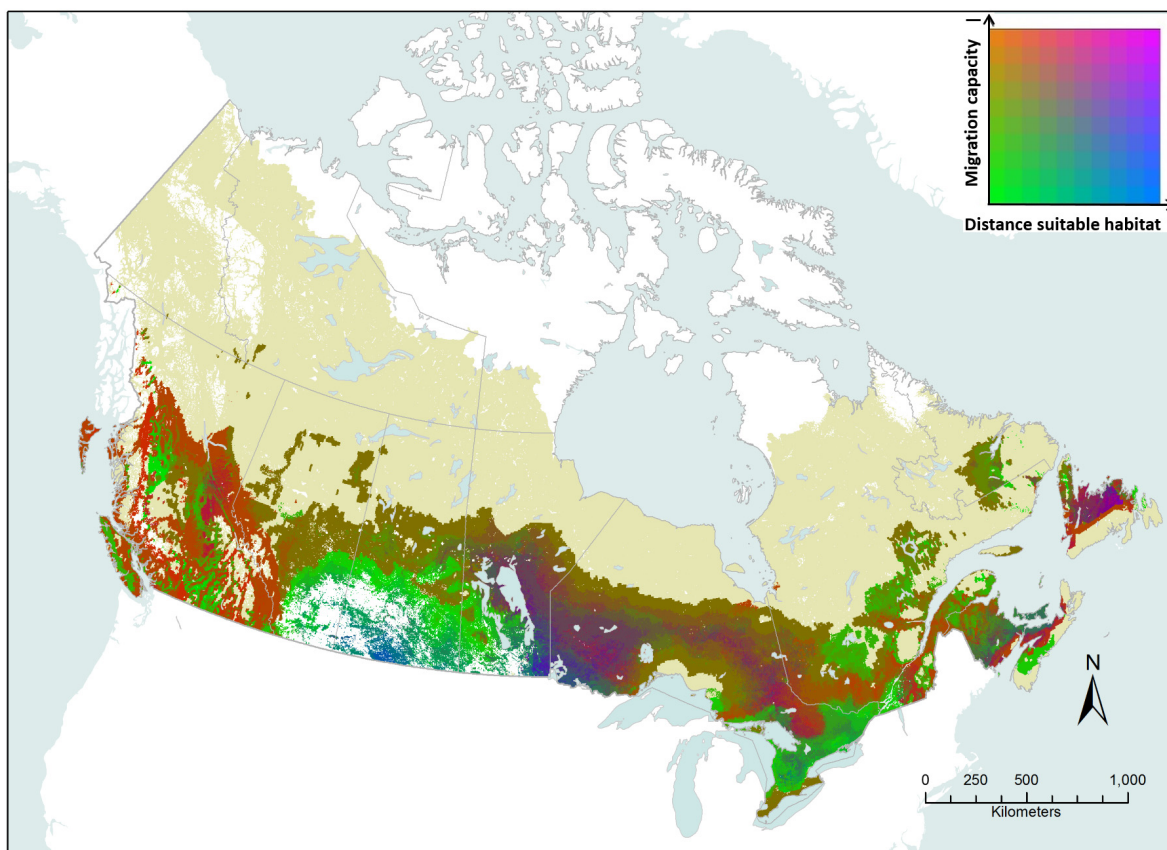 Migration capacity
Distance suitable habitat
N
0 250 500 1,000
Kilometers